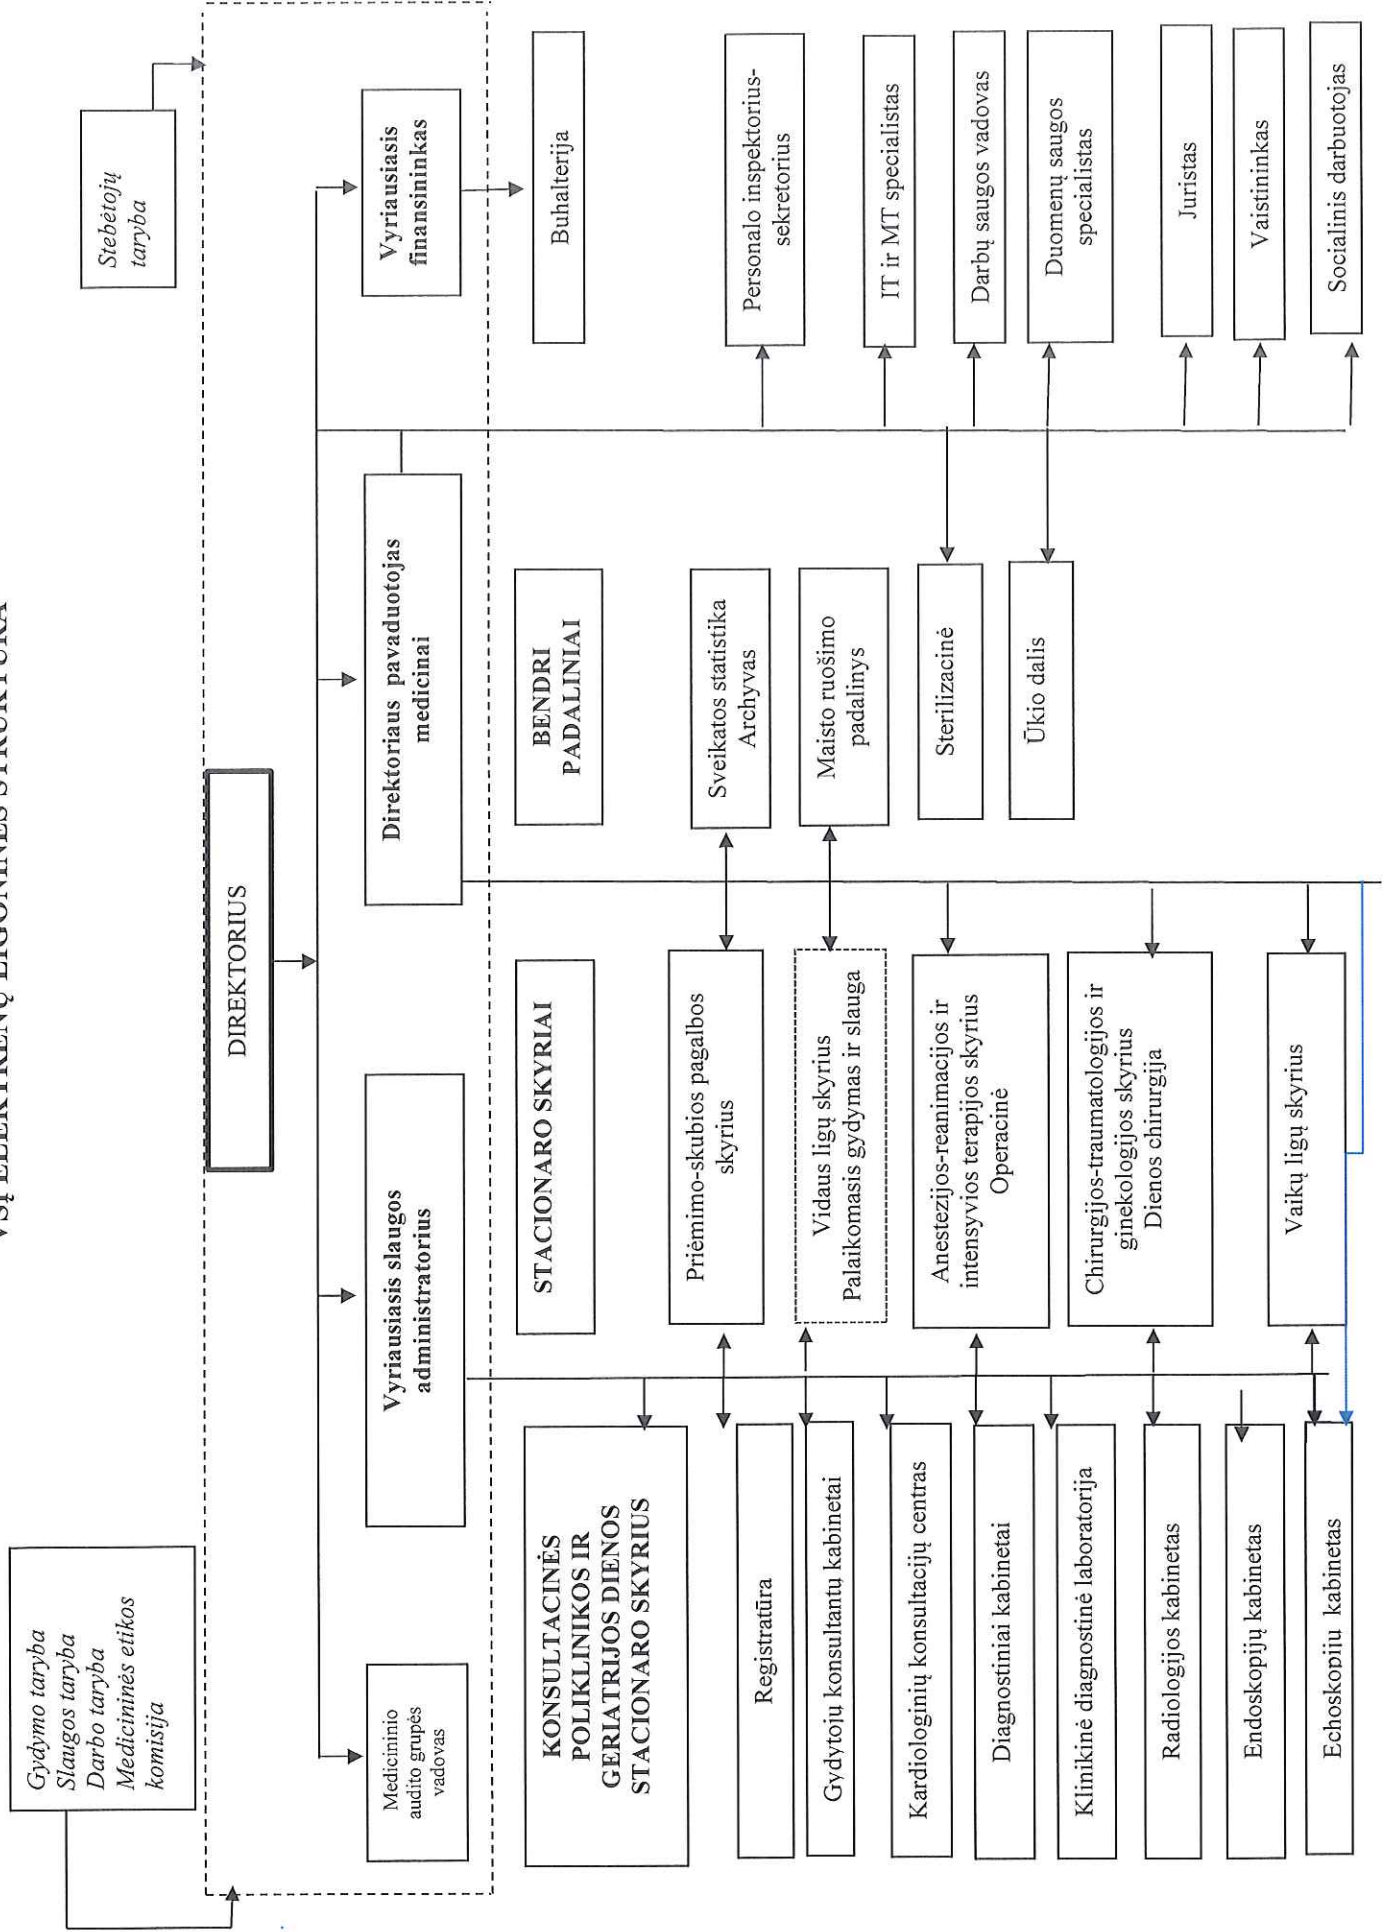 VŠĮ ELEKTRĖNŲ LIGONINĖS STRUKTŪRA
Gydymo taryba
Slaugos taryba
Darbo taryba
Medicininės etikos
komisija
Stebėtojų
taryba
DIREKTORIUS
Medicininio
audito grupės
vadovas
Vyriausiasis slaugos
administratorius
Direktoriaus pavaduotojas
medicinai
Vyriausiasis
finansininkas
KONSULTACINĖS
POLIKLINIKOS IR
GERIATRIJOS DIENOS
STACIONARO SKYRIUS
Registratūra
Gydytojų konsultantų kabinetai
Kardiologinių konsultacijų centras
Diagnostiniai kabinetai
Klinikinė diagnostinė laboratorija
Radiologijos kabinetas
Endoskopijų kabinetas
Echoskopiju kabinetas
STACIONARO SKYRIAI
Priėmimo-skubios pagalbos
skyrius
Vidaus ligų skyrius
Palaikomasis gydymas ir slauga
Anestezijos-reanimacijos ir
intensyvios terapijos skyrius
Operacinė
Chirurgijos-traumatologijos ir
ginekologijos skyrius
Dienos chirurgija
Vaikų ligų skyrius
BENDRI
PADALINIAI
Sveikatos statistika
Archyvas
Maisto ruošimo
padalinys
Sterilizacinė
Ūkio dalis
Buhalterija
Personalo inspektorius-
sekretorius
IT ir MT specialistas
Darbų saugos vadovas
Duomenų saugos
specialistas
Juristas
Vaistininkas
Socialinis darbuotojas